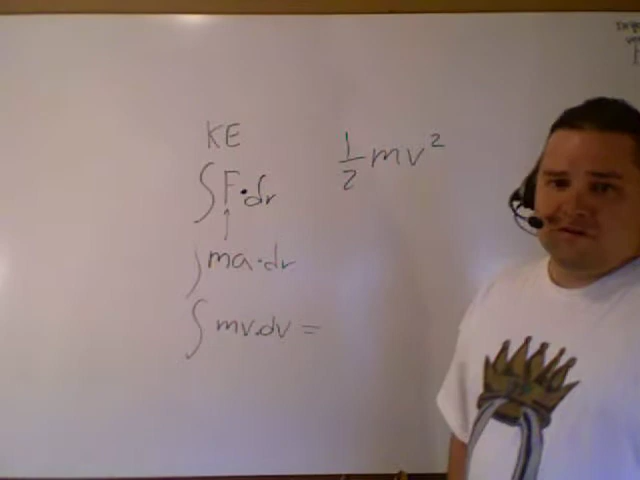 KE
½mv²
∫F·dr
↑
∫ma·dr
∫mv·dv =